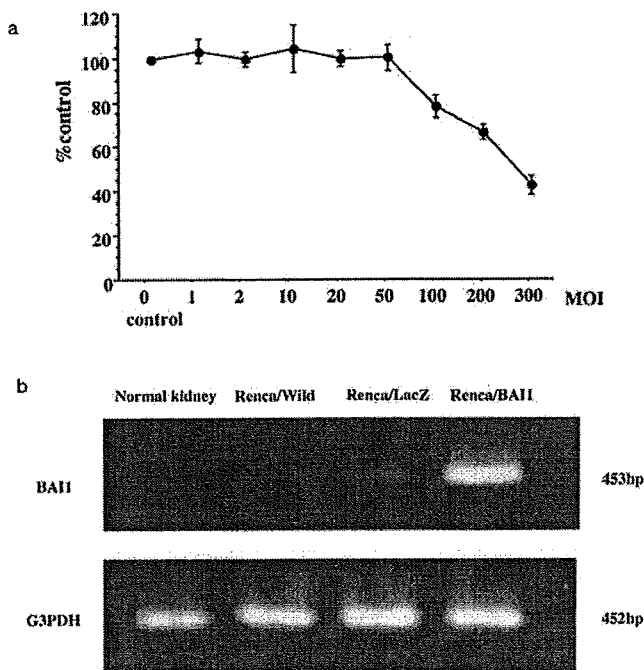 a
120
100
80
60
40
20
0
%control
0 1 2 10 20 50 100 200 300 MOI
control
b
Normal kidney Renca/Wild Renca/LacZ Renca/BAI1
BAI1 453bp
G3PDH 452bp